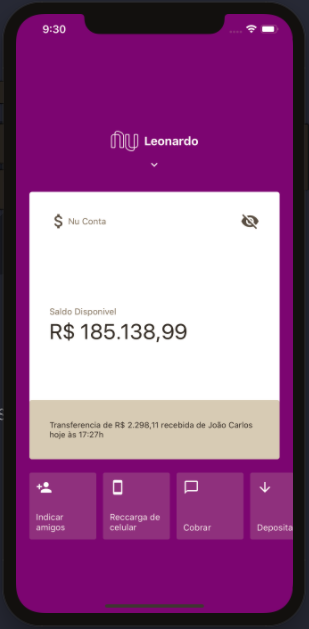 9:30
nu Leonardo
$ Nu Conta
Saldo Disponivel
R$ 185.138,99
Transferencia de R$ 2.298,11 recebida de João Carlos
hoje às 17:27h
Indicar
amigos
Reccarga de
celular
Cobrar
Deposita